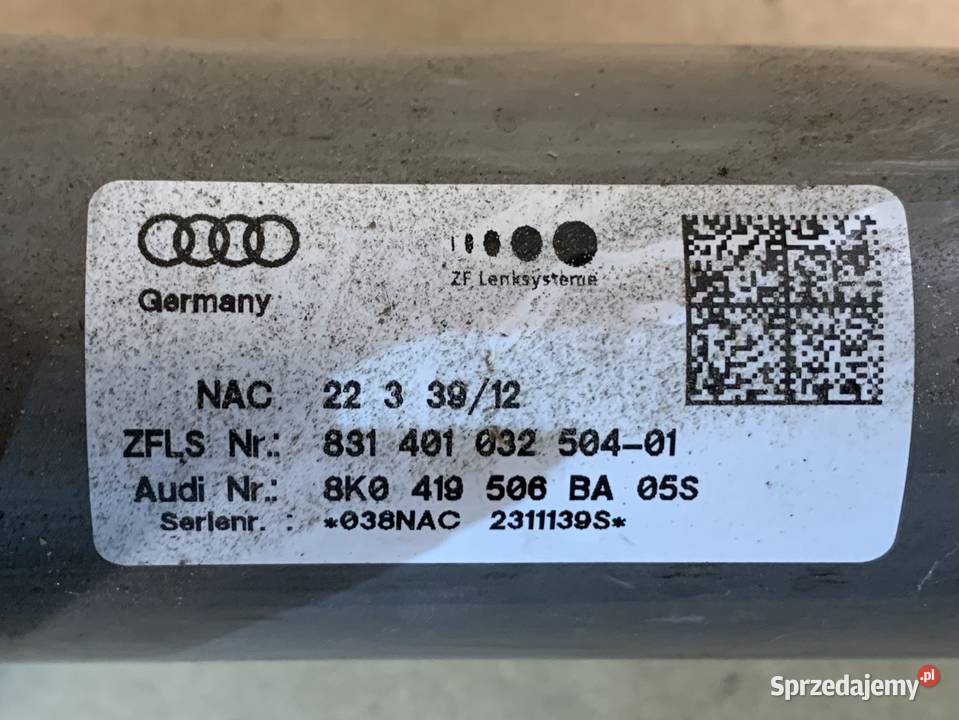 Germany
ZF Lenksysteme
NAC 22 3 39/12
ZFLS Nr.: 831 401 032 504-01
Audi Nr.: 8K0 419 506 BA 05S
Serienr. : *038NAC 2311139S*
Sprzedajemy.pl